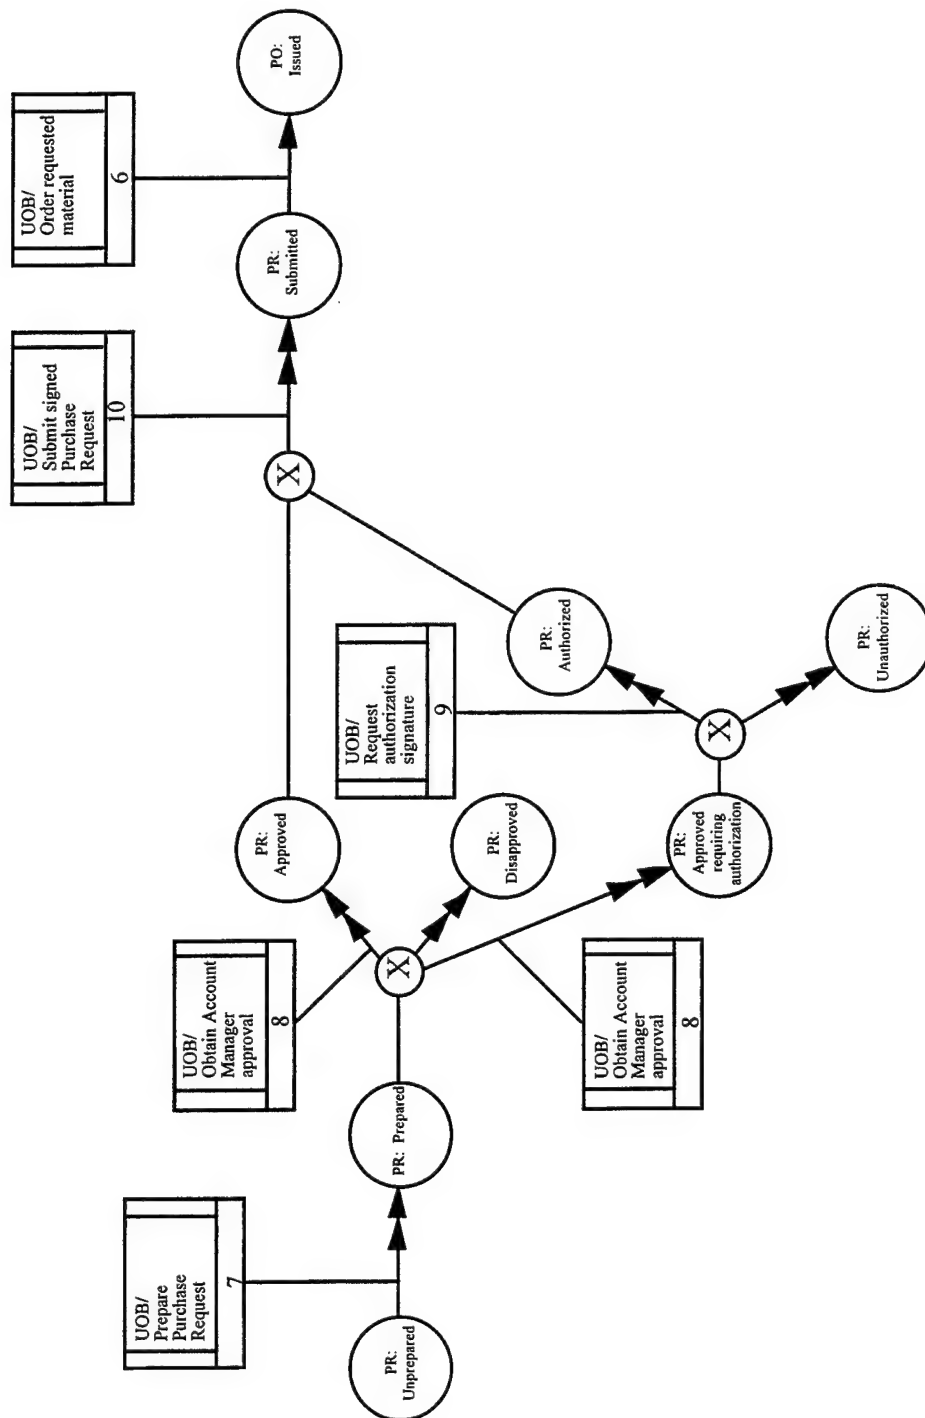 UOB/
Order requested
material
6
PO:
Issued
PR:
Submitted
UOB/
Submit signed
Purchase
Request
10
X
UOB/
Request
authorization
signature
9
PR:
Authorized
PR:
Unauthorized
X
PR:
Approved
PR:
Disapproved
PR:
Approved
requiring
authorization
UOB/
Obtain Account
Manager
approval
8
X
UOB/
Obtain Account
Manager
approval
8
PR: Prepared
UOB/
Prepare
Purchase
Request
7
PR:
Unprepared